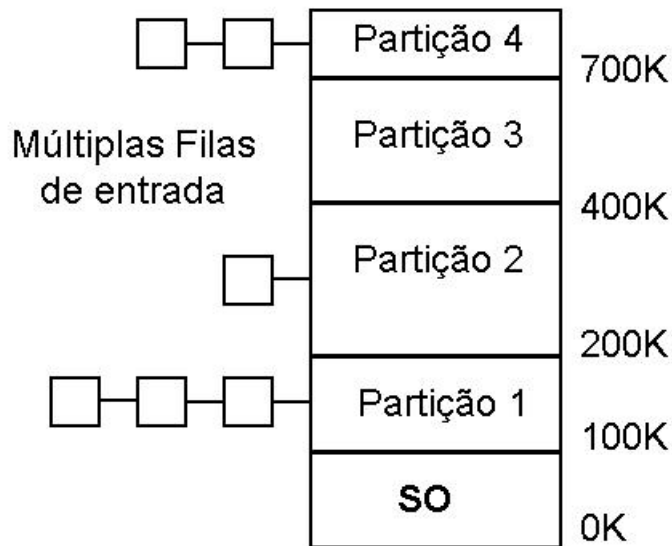 Partição 4
700K
Múltiplas Filas
de entrada
Partição 3
400K
Partição 2
200K
Partição 1
100K
SO
0K